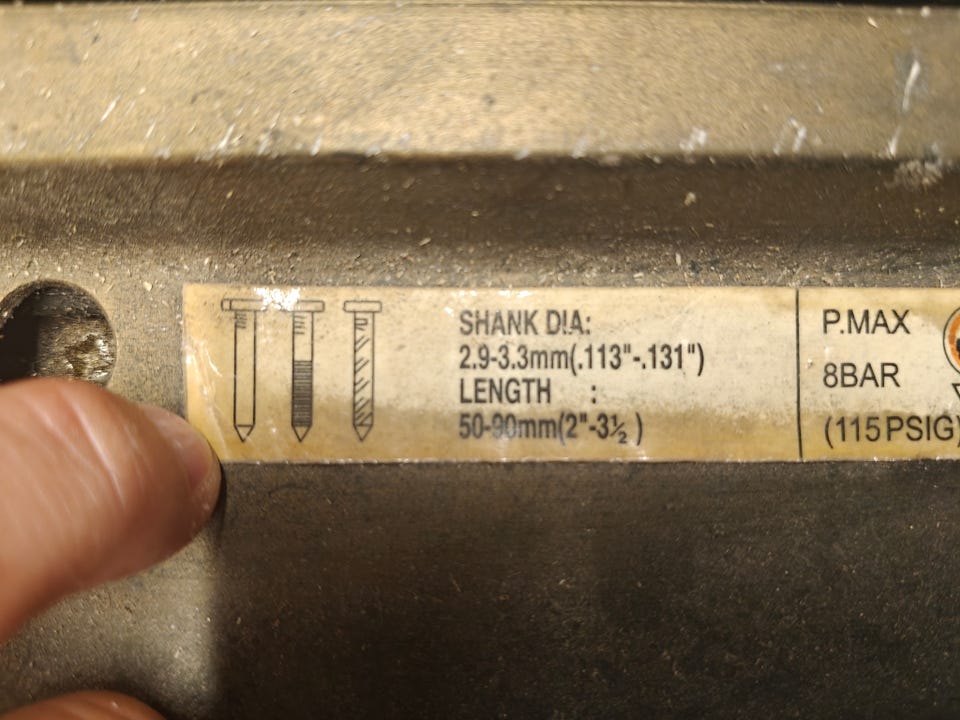 SHANK DIA:
2.9-3.3mm(.113"-.131")
LENGTH :
50-90mm(2"-3½ )
P.MAX
8BAR
(115PSIG)